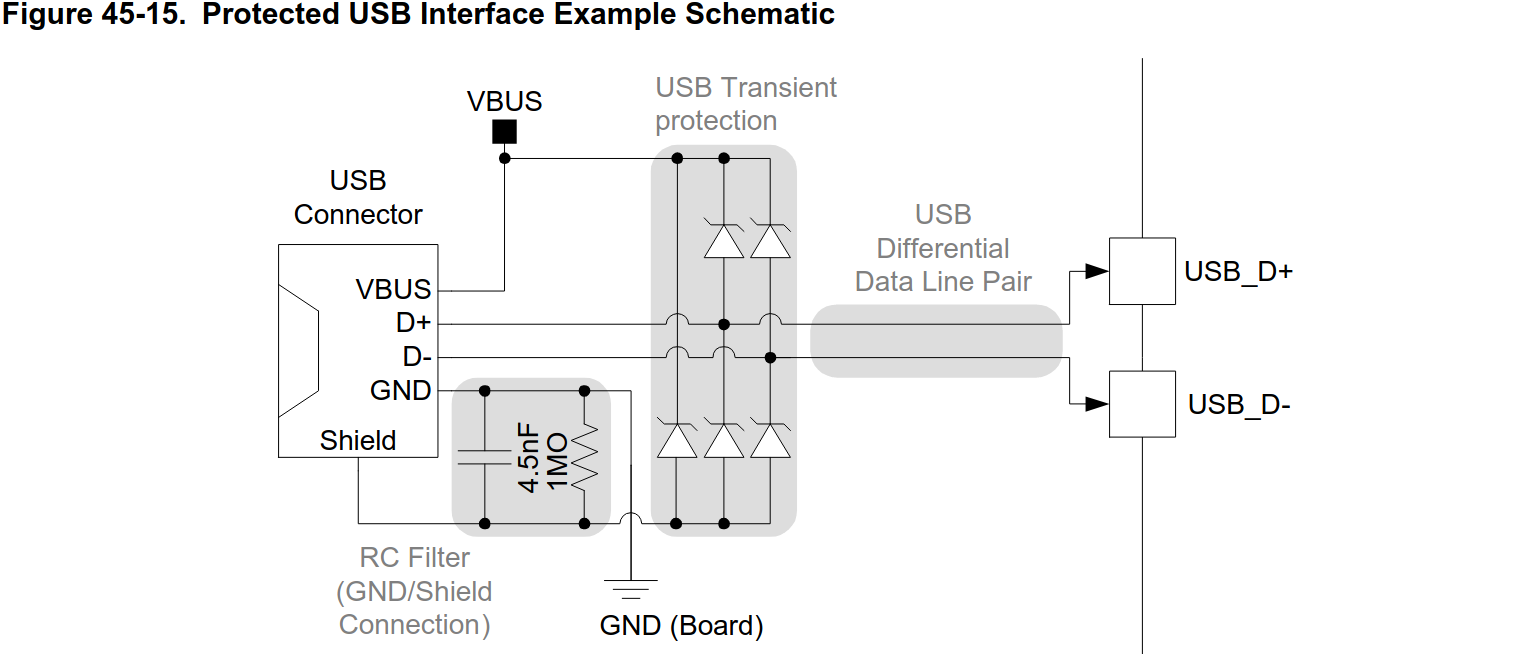 Figure 45-15. Protected USB Interface Example Schematic
USB Transient
protection
VBUS
USB
Connector
USB
Differential
Data Line Pair
VBUS
D+
D-
GND
Shield
4.5nF
1MO
USB_D+
USB_D-
RC Filter
(GND/Shield
Connection)
GND (Board)